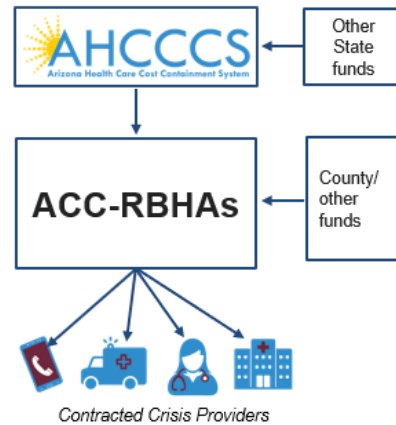 AHCCCS
Arizona Health Care Cost Containment System
Other
State
funds
ACC-RBHAs
County/
other
funds
Contracted Crisis Providers